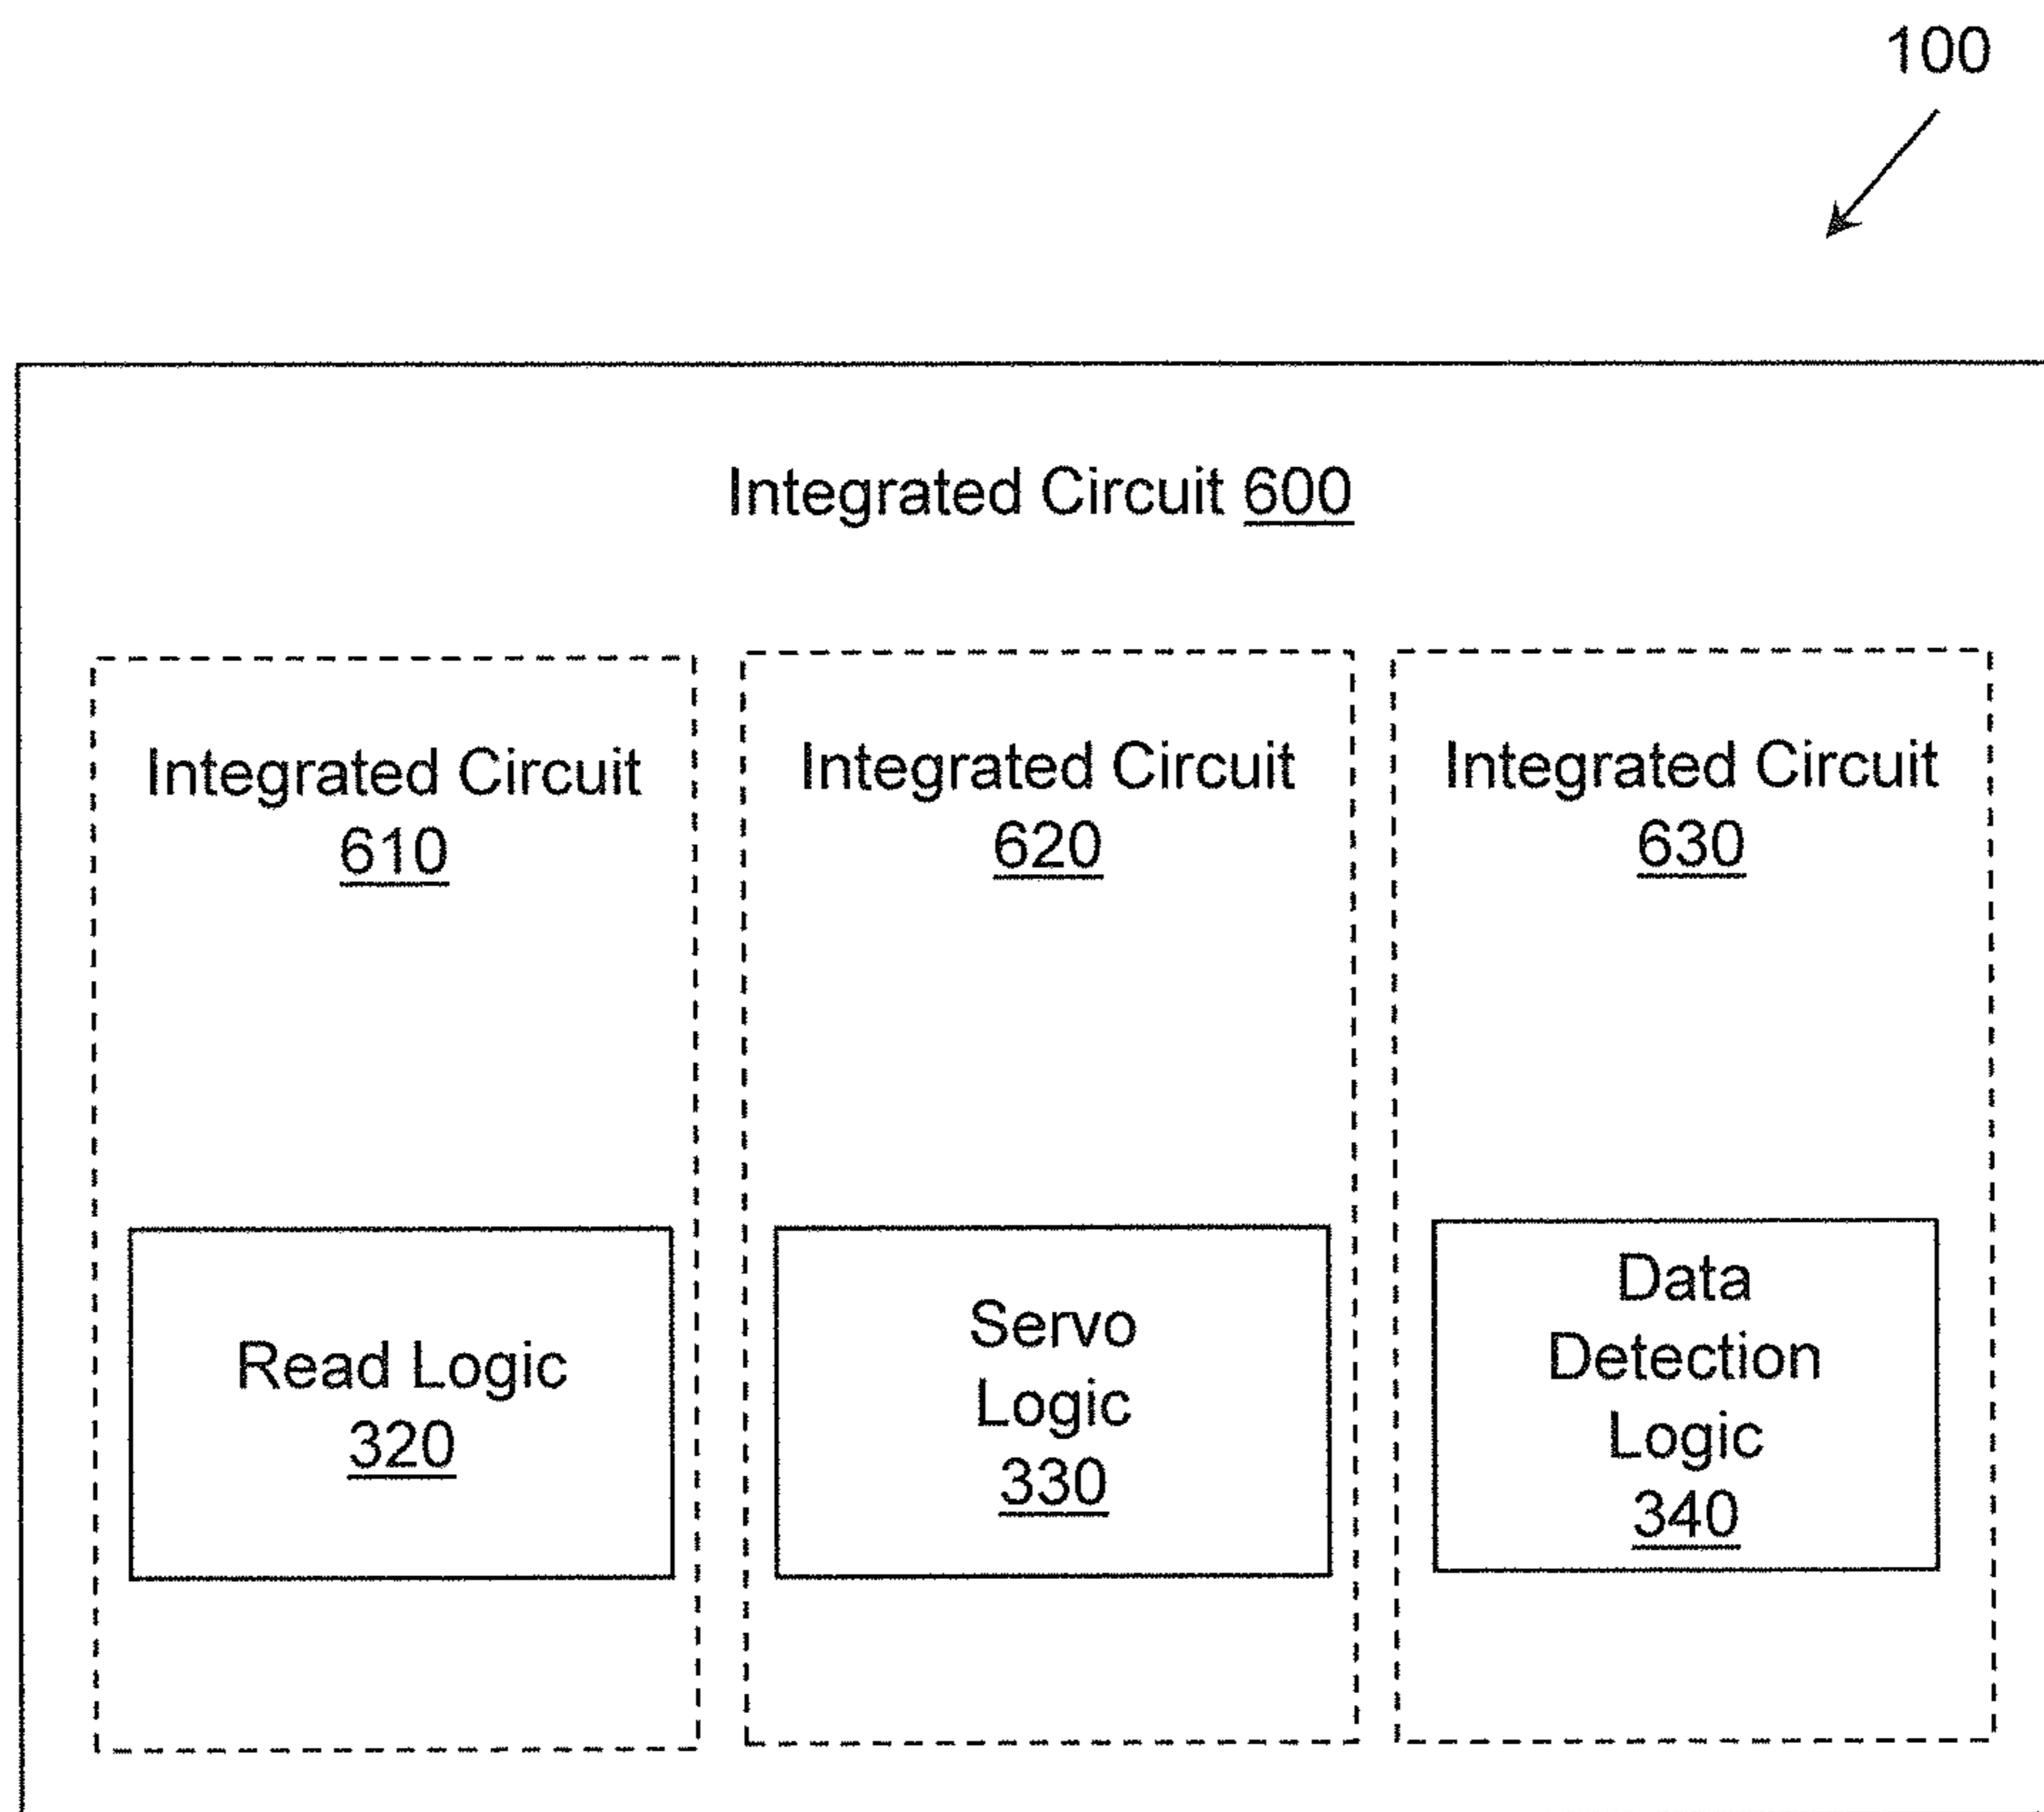 100
Integrated Circuit 600
Integrated Circuit
610
Integrated Circuit
620
Integrated Circuit
630
Read Logic
320
Servo
Logic
330
Data
Detection
Logic
340